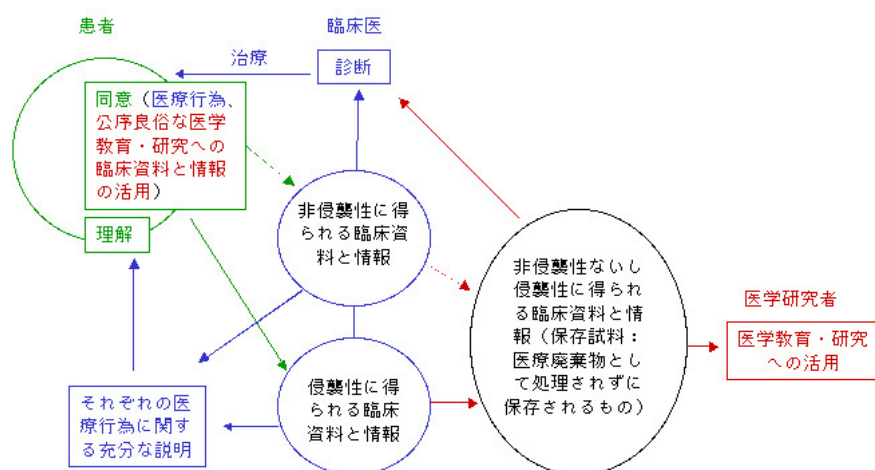 患者
臨床医
治療
診断
同意（医療行為、
公序良俗な医学
教育・研究への
臨床資料と情報
の活用）
理解
非侵襲性に得
られる臨床資
料と情報
非侵襲性ないし
侵襲性に得られ
る臨床資料と情
報（保存試料：
医療廃棄物とし
て処理されずに
保存されるもの）
医学研究者
医学教育・研究
への活用
侵襲性に得
られる臨床
資料と情報
それぞれの医
療行為に関す
る充分な説明